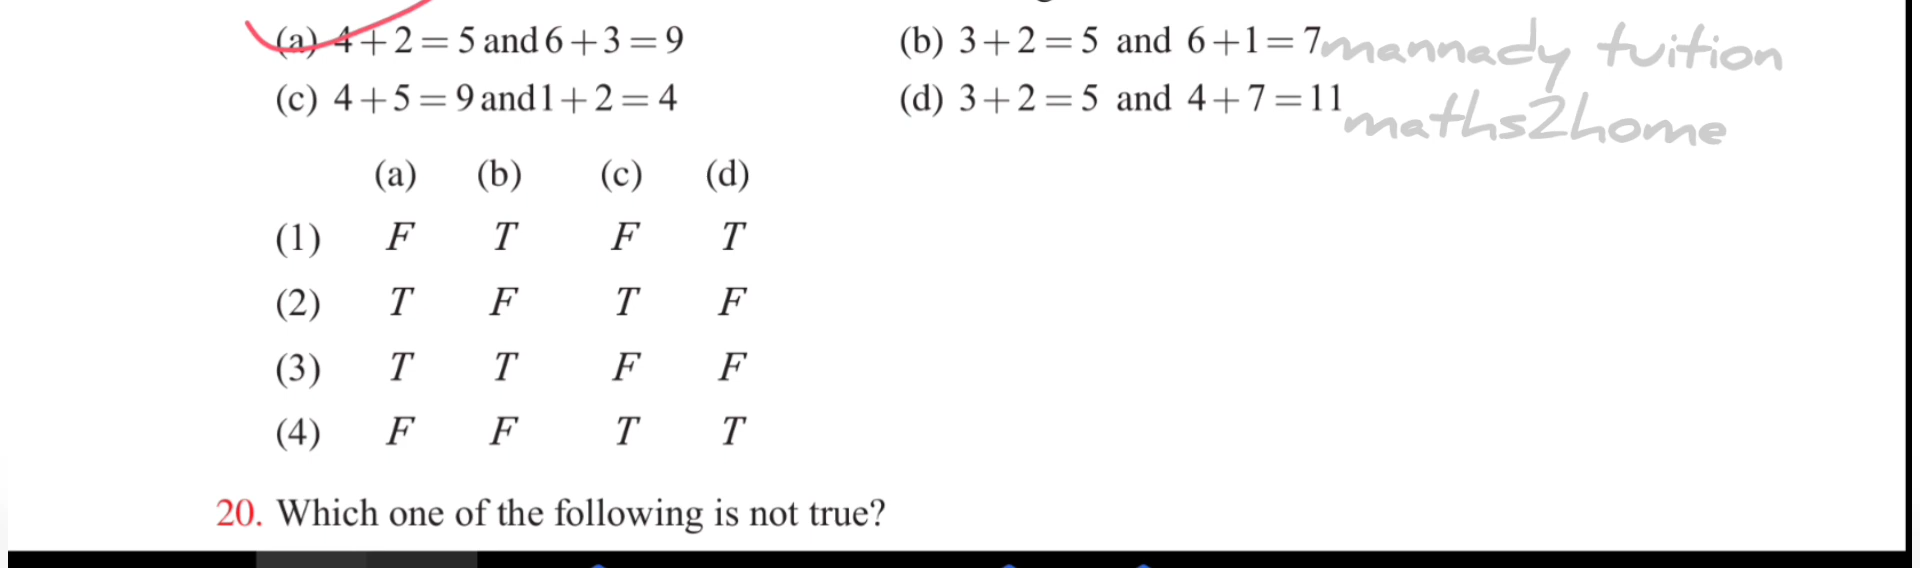 (a) 4+2=5 and 6+3=9 (b) 3+2=5 and 6+1=7 mannady tuition
(c) 4+5=9 and 1+2=4 (d) 3+2=5 and 4+7=11 maths2home
(a) (b) (c) (d)
(1) F T F T
(2) T F T F
(3) T T F F
(4) F F T T
20. Which one of the following is not true?